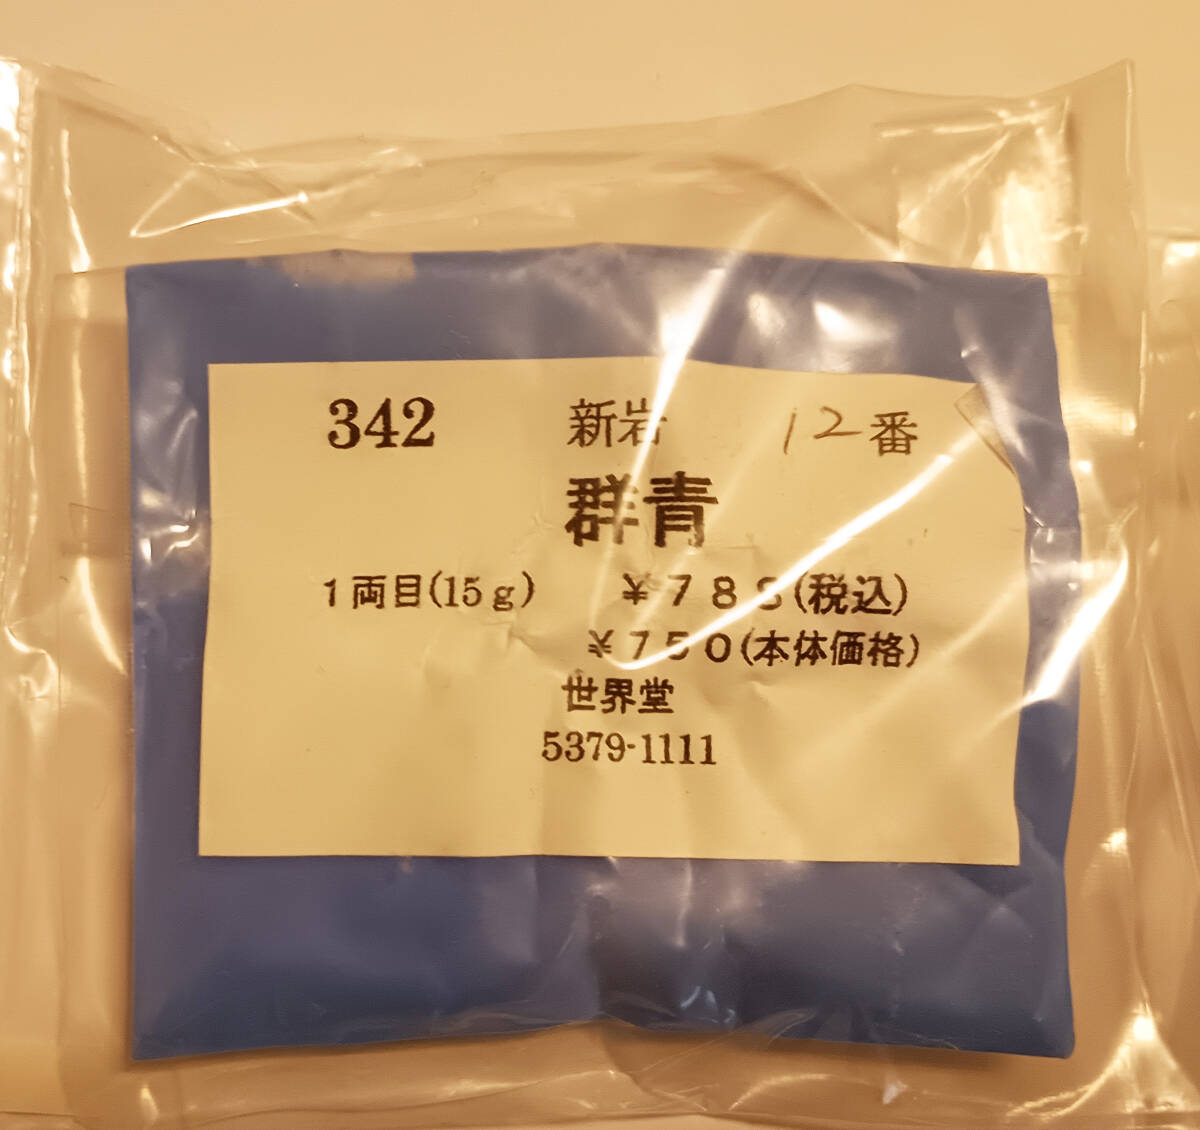 342 新岩 12番
群青
1両目(15g) ¥788(税込)
¥750(本体価格)
世界堂
5379-1111